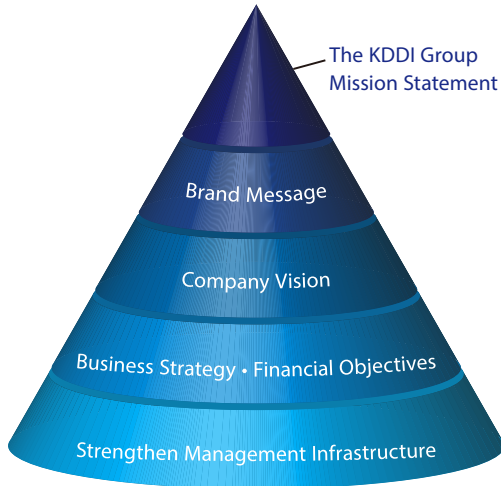 The KDDI Group
Mission Statement
Brand Message
Company Vision
Business Strategy • Financial Objectives
Strengthen Management Infrastructure